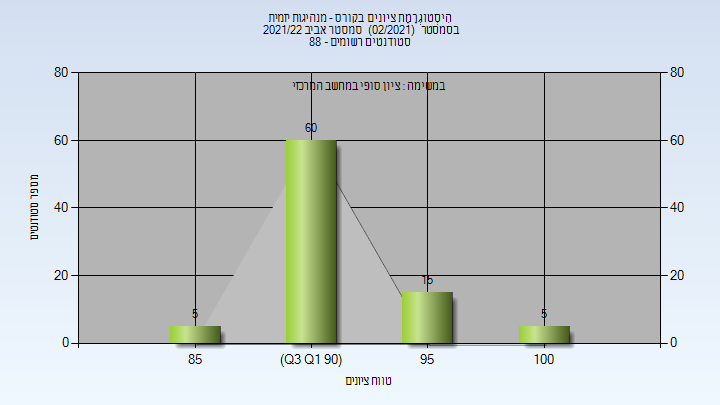 היסטוגרמת ציונים בקורס - מנהיגות יזמית
בסמסטר (02/2021) סמסטר אביב 2021/22
סטודנטים רשומים - 88
במשימה : ציון סופי במחשב המרכזי
80
60
40
20
0
80
60
40
20
0
5
60
15
5
מספר סטודנטים
85
(Q3 Q1 90)
95
100
טווח ציונים